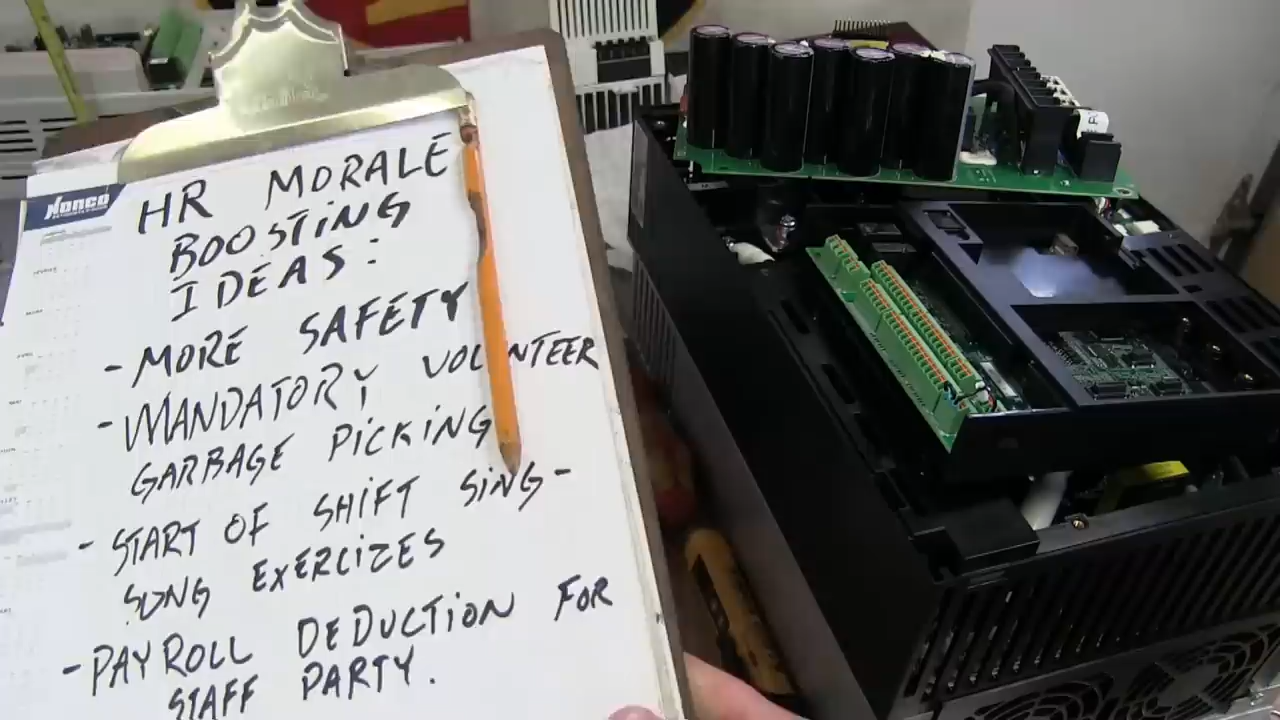 Nonco
HR MORALE
BOOSTiNG
IDEAS:
- MORE SAFETY
- MANDATORY VOLUNTEER
GARBAGE PiCKiNG
- START OF SHiFT SiNG-
SONG EXERCIZES
- PAYROLL DEDUCTiON FOR
STAFF PARTY.